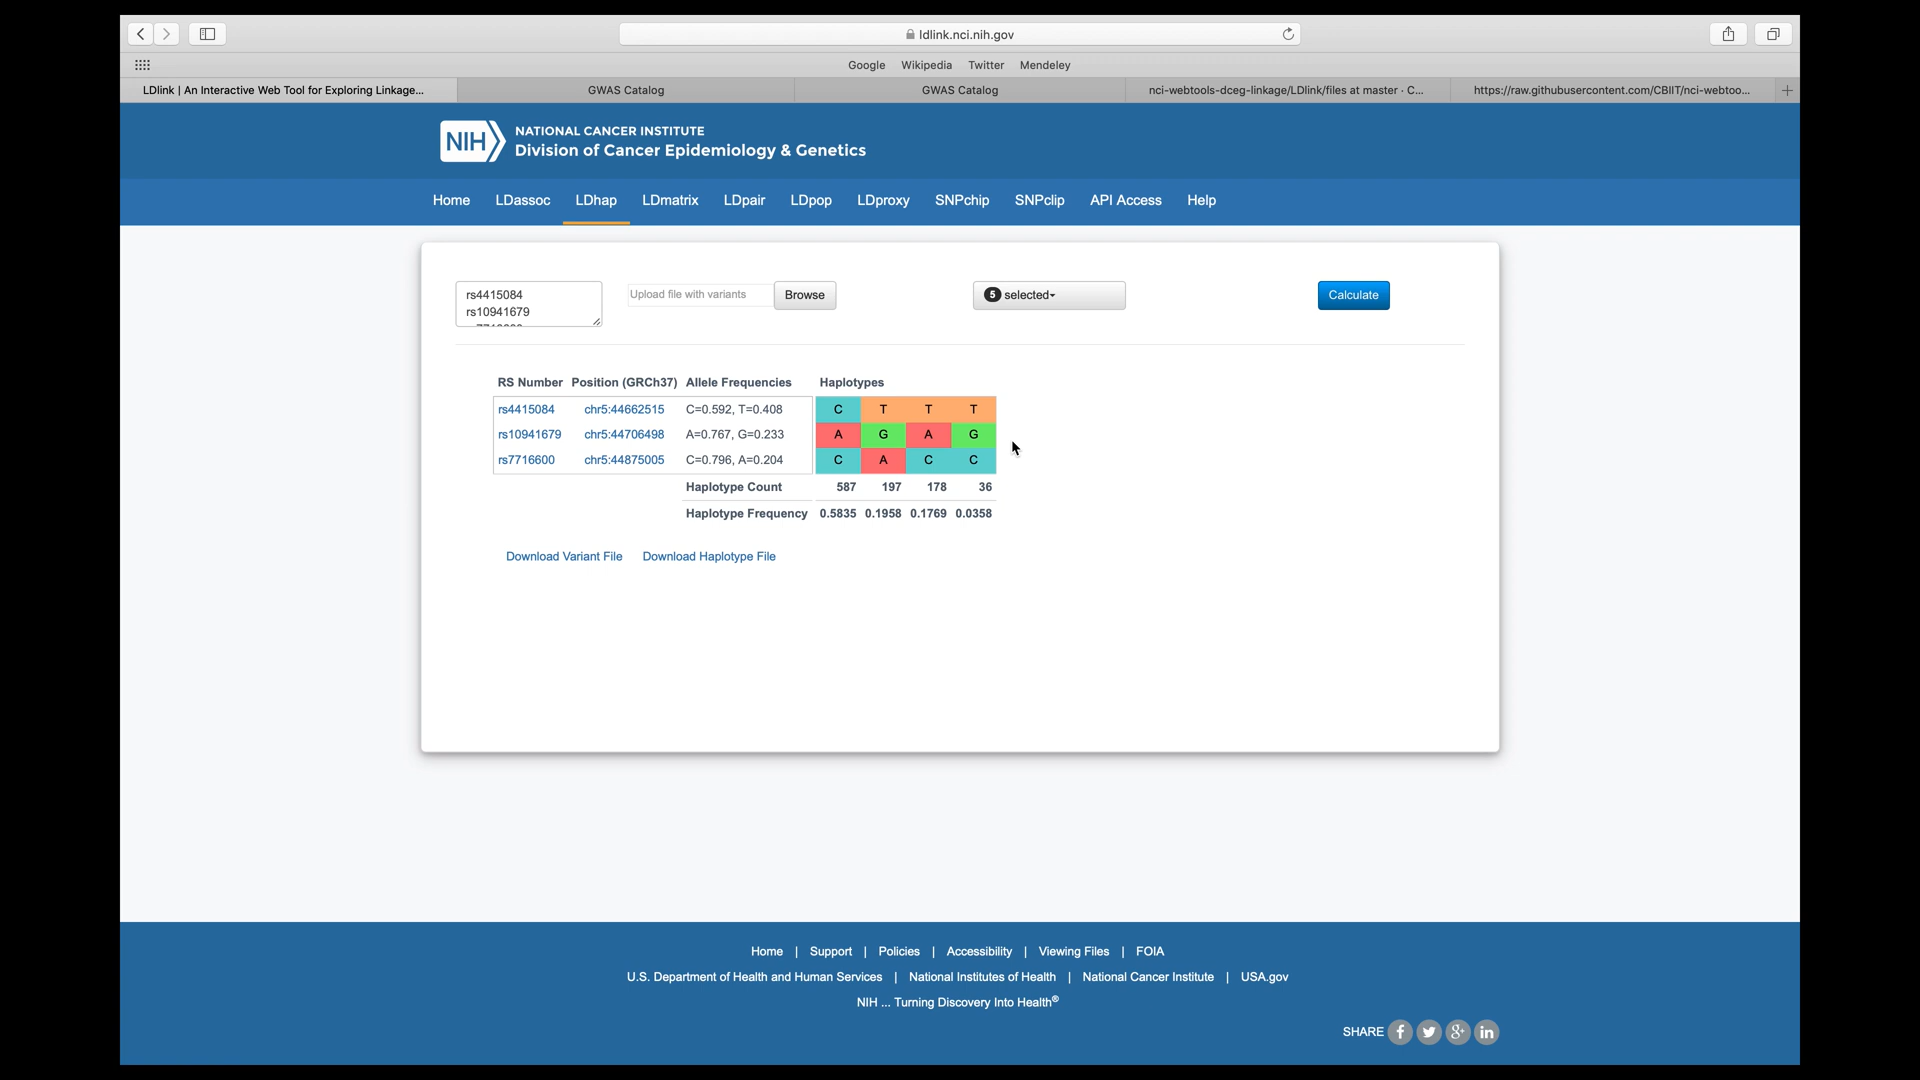 ldlink.nci.nih.gov
Google Wikipedia Twitter Mendeley
LDlink | An Interactive Web Tool for Exploring Linkage... GWAS Catalog GWAS Catalog nci-webtools-dceg-linkage/LDlink/files at master · C... https://raw.githubusercontent.com/CBIIT/nci-webtoo...
NIH NATIONAL CANCER INSTITUTE
Division of Cancer Epidemiology & Genetics
Home LDassoc LDhap LDmatrix LDpair LDpop LDproxy SNPchip SNPclip API Access Help
rs4415084 Upload file with variants Browse 5 selected Calculate
rs10941679
RS Number Position (GRCh37) Allele Frequencies Haplotypes
rs4415084 chr5:44662515 C=0.592, T=0.408 C T T T
rs10941679 chr5:44706498 A=0.767, G=0.233 A G A G
rs7716600 chr5:44875005 C=0.796, A=0.204 C A C C
Haplotype Count 587 197 178 36
Haplotype Frequency 0.5835 0.1958 0.1769 0.0358
Download Variant File Download Haplotype File
Home | Support | Policies | Accessibility | Viewing Files | FOIA
U.S. Department of Health and Human Services | National Institutes of Health | National Cancer Institute | USA.gov
NIH ... Turning Discovery Into Health®
SHARE